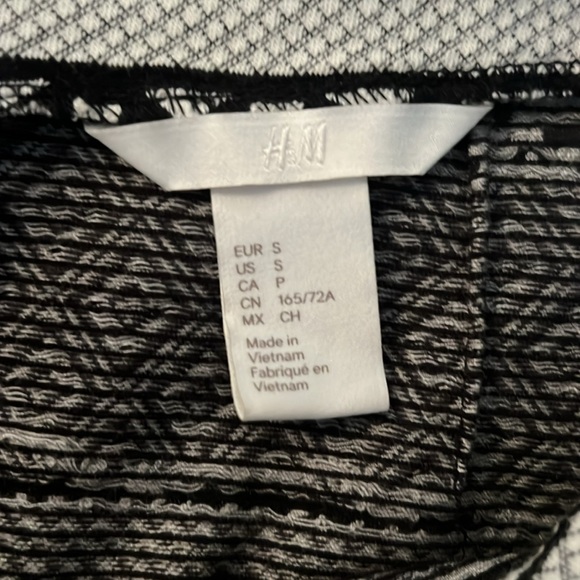 H&M
EUR S
US S
CA P
CN 165/72A
MX CH
Made in
Vietnam
Fabriqué en
Vietnam